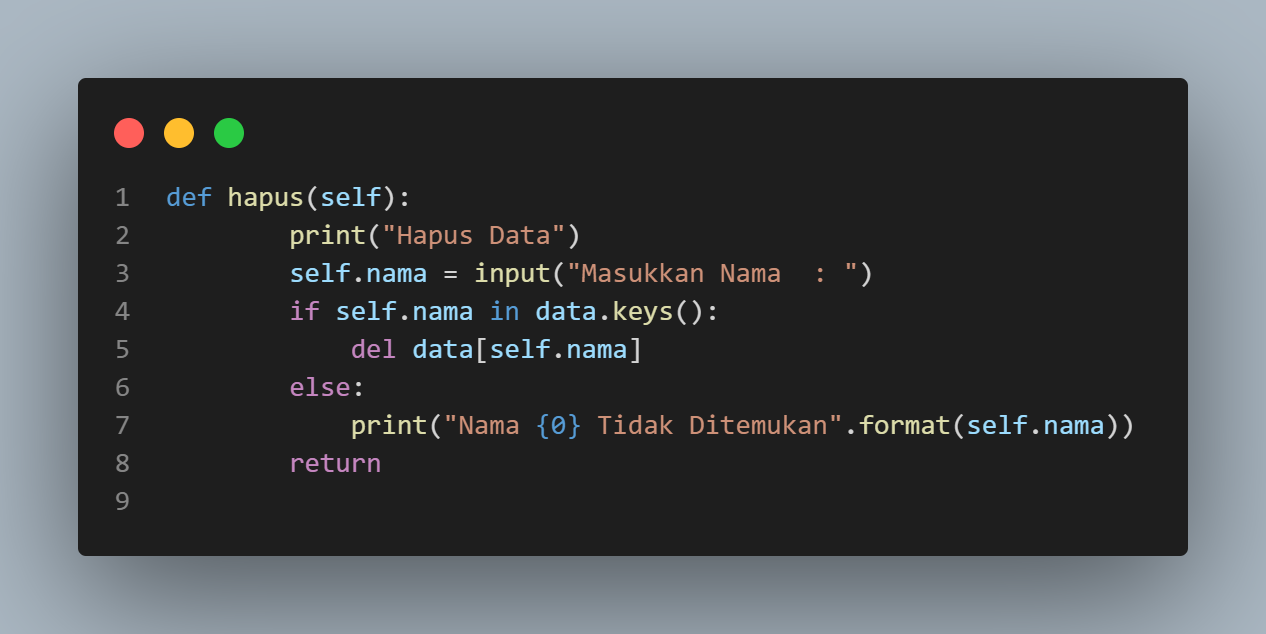 1 def hapus(self):
2         print("Hapus Data")
3         self.nama = input("Masukkan Nama  : ")
4         if self.nama in data.keys():
5             del data[self.nama]
6         else:
7             print("Nama {0} Tidak Ditemukan".format(self.nama))
8         return
9